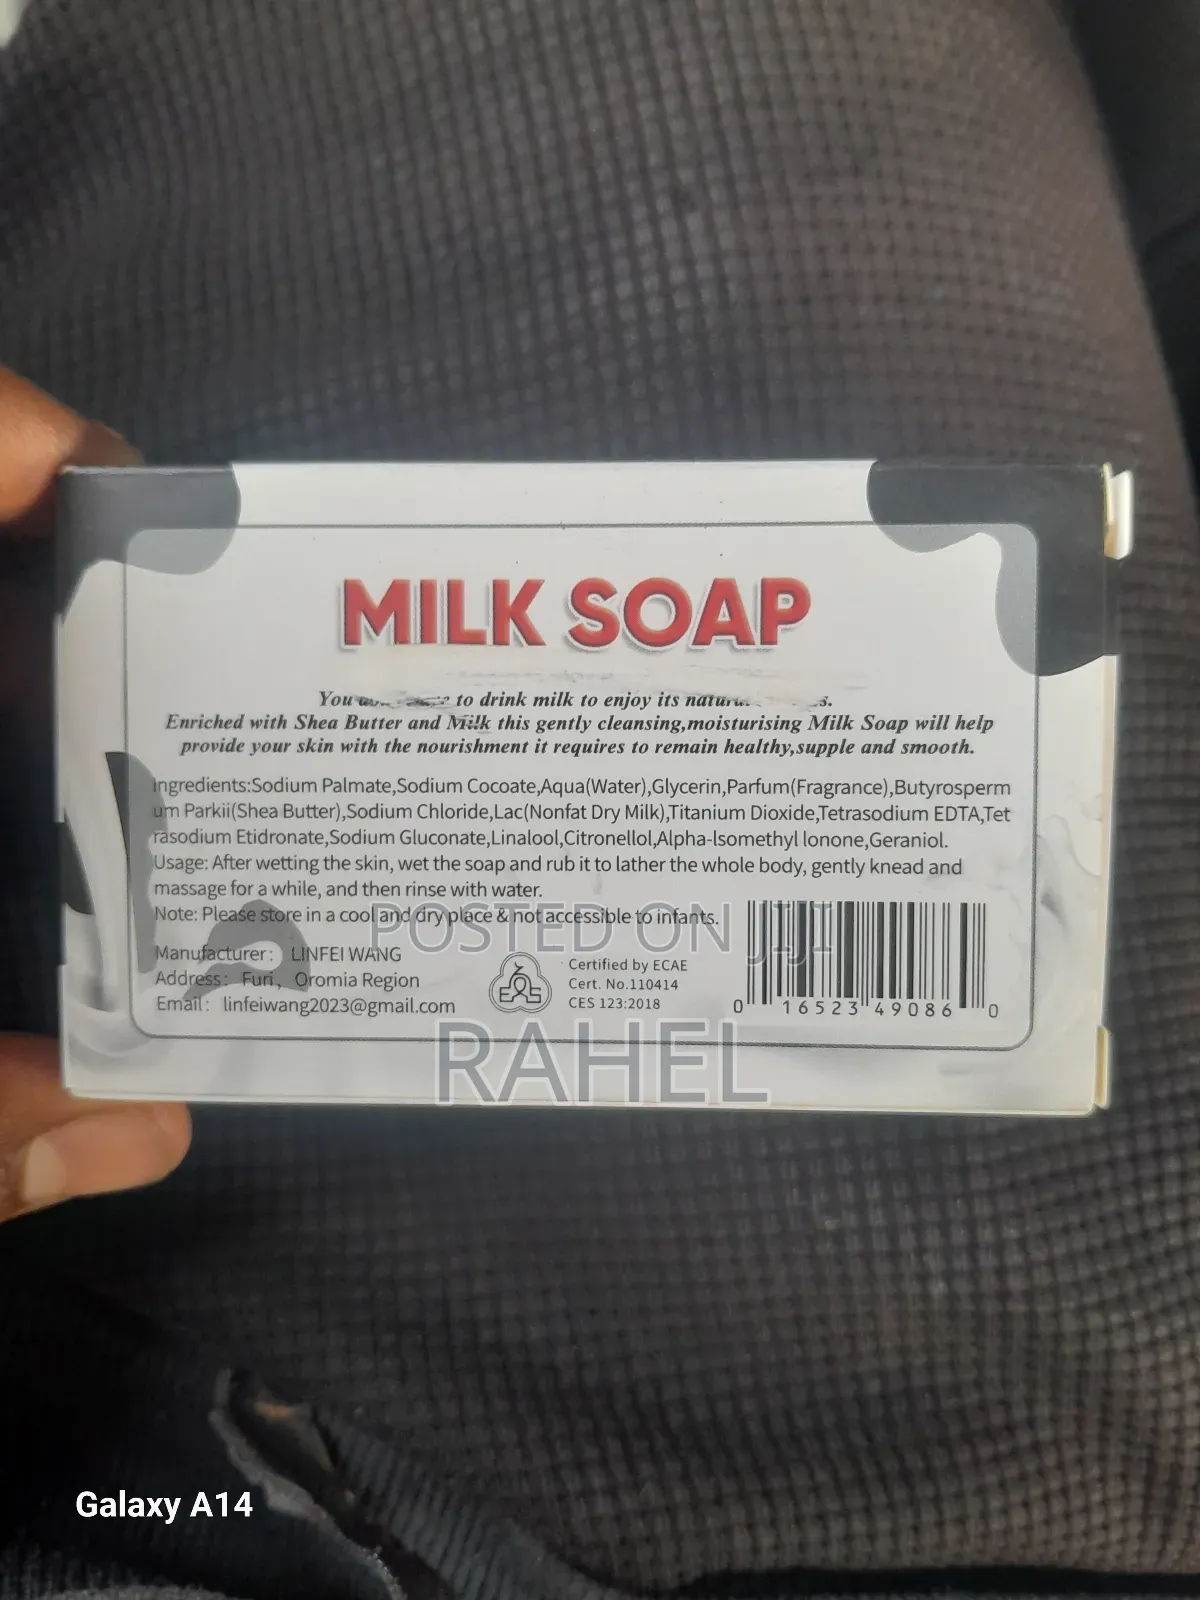 MILK SOAP
You to drink milk to enjoy its
Enriched with Shea Butter and Milk this gently cleansing,moisturising Milk Soap will help
provide your skin with the nourishment it requires to remain healthy,supple and smooth.
Ingredients:Sodium Palmate,Sodium Cocoate,Aqua(Water),Glycerin,Parfum(Fragrance),Butyrosperm
um Parkii(Shea Butter),Sodium Chloride,Lac(Nonfat Dry Milk),Titanium Dioxide,Tetrasodium EDTA,Tet
rasodium Etidronate,Sodium Gluconate,Linalool,Citronellol,Alpha-lsomethyl lonone,Geraniol.
Usage: After wetting the skin, wet the soap and rub it to lather the whole body, gently knead and
massage for a while, and then rinse with water.
Note: Please store in a cool and dry place & not accessible to infants.
POSTED ON JIJI
Manufacturer: LINFEI WANG
Address: Furi, Oromia Region
Email: linfeiwang2023@gmail.com
Certified by ECAE
Cert. No.110414
CES 123:2018
0 16523 49086 0
RAHEL
Galaxy A14